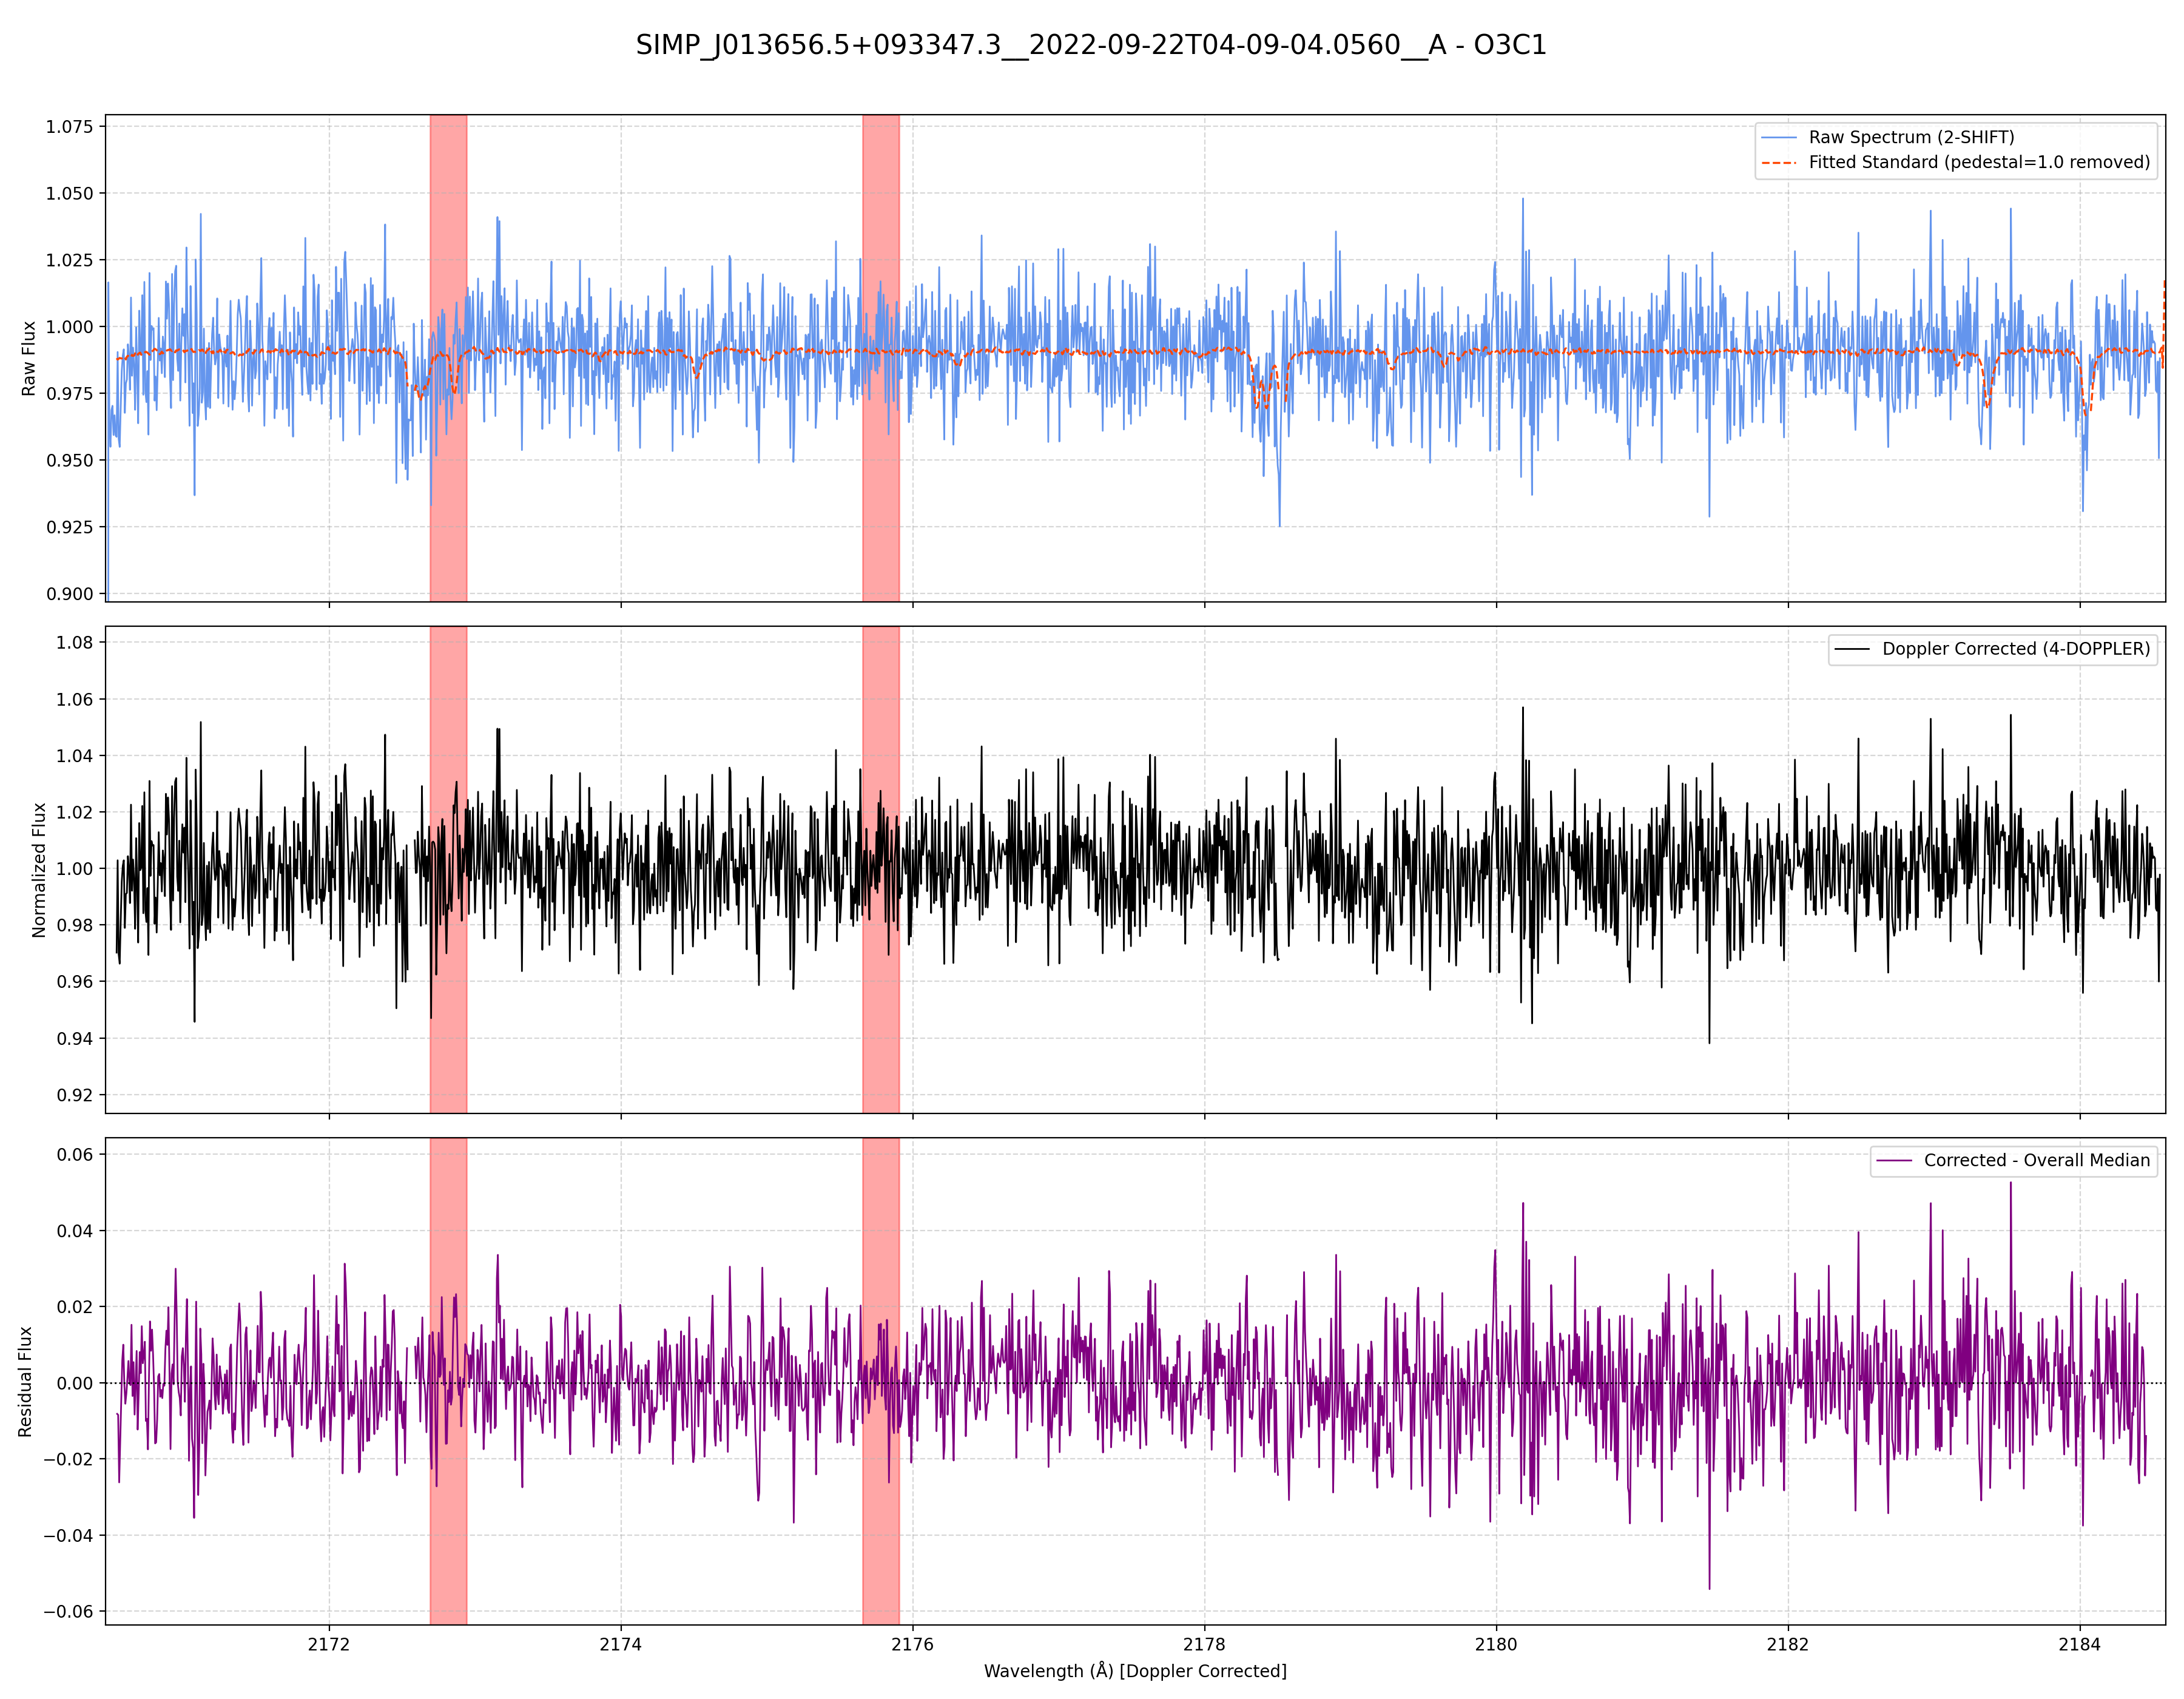 SIMP_J013656.5+093347.3__2022-09-22T04-09-04.0560__A - O3C1
Raw Flux
1.075
1.050
1.025
1.000
0.975
0.950
0.925
0.900
Raw Spectrum (2-SHIFT)
Fitted Standard (pedestal=1.0 removed)
Normalized Flux
1.08
1.06
1.04
1.02
1.00
0.98
0.96
0.94
0.92
Doppler Corrected (4-DOPPLER)
Residual Flux
0.06
0.04
0.02
0.00
−0.02
−0.04
−0.06
Corrected - Overall Median
2172 2174 2176 2178 2180 2182 2184
Wavelength (Å) [Doppler Corrected]